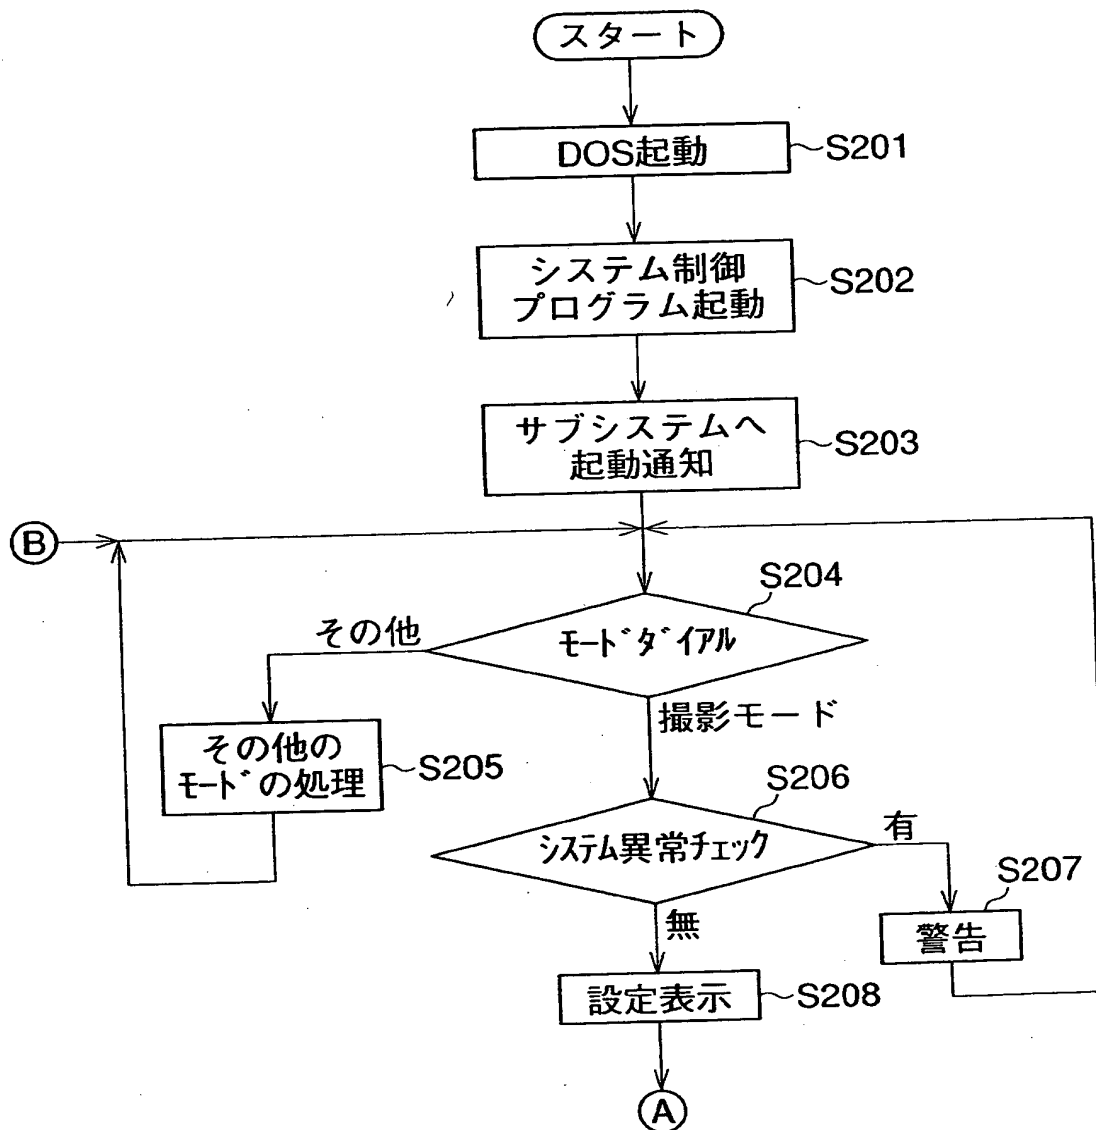 スタート
DOS起動
S201
システム制御
プログラム起動
S202
サブシステムへ
起動通知
S203
B
S204
モードダイアル
その他
撮影モード
その他の
モードの処理
S205
S206
システム異常チェック
有
S207
警告
無
設定表示
S208
A